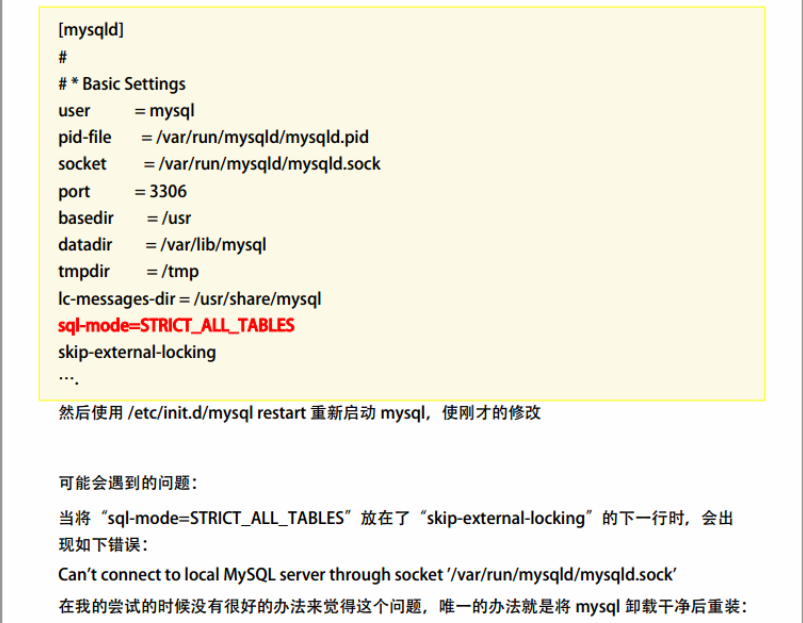 [mysqld]
#
# * Basic Settings
user = mysql
pid-file = /var/run/mysqld/mysqld.pid
socket = /var/run/mysqld/mysqld.sock
port = 3306
basedir = /usr
datadir = /var/lib/mysql
tmpdir = /tmp
lc-messages-dir = /usr/share/mysql
sql-mode=STRICT_ALL_TABLES
skip-external-locking
….
然后使用 /etc/init.d/mysql restart 重新启动 mysql，使刚才的修改
可能会遇到的问题：
当将“sql-mode=STRICT_ALL_TABLES”放在了“skip-external-locking”的下一行时，会出
现如下错误：
Can’t connect to local MySQL server through socket ‘/var/run/mysqld/mysqld.sock’
在我的尝试的时候没有很好的办法来觉得这个问题，唯一的办法就是将 mysql 卸载干净后重装：